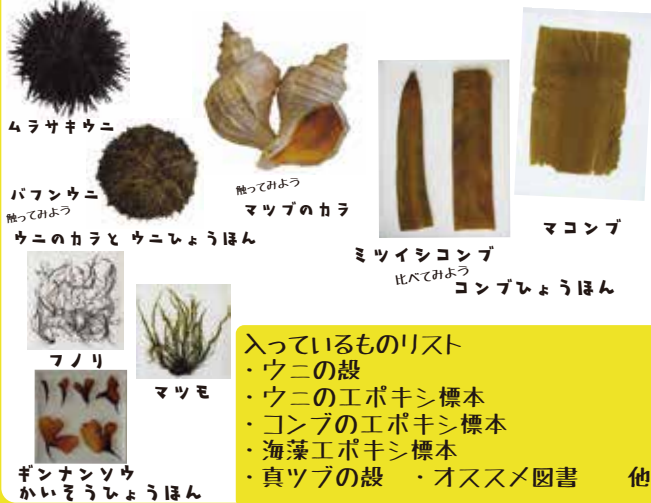 ムラサキウニ
バフンウニ
触ってみよう
ウニのカラと ウニひょうほん
触ってみよう
マツブのカラ
ミツイシコンブ
比べてみよう
マコンブ
コンブひょうほん
フノリ
マツモ
ギンナンソウ
かいそうひょうほん
入っているものリスト
・ウニの殻
・ウニのエポキシ標本
・コンブのエポキシ標本
・海藻エポキシ標本
・真ツブの殻 ・オススメ図書 他